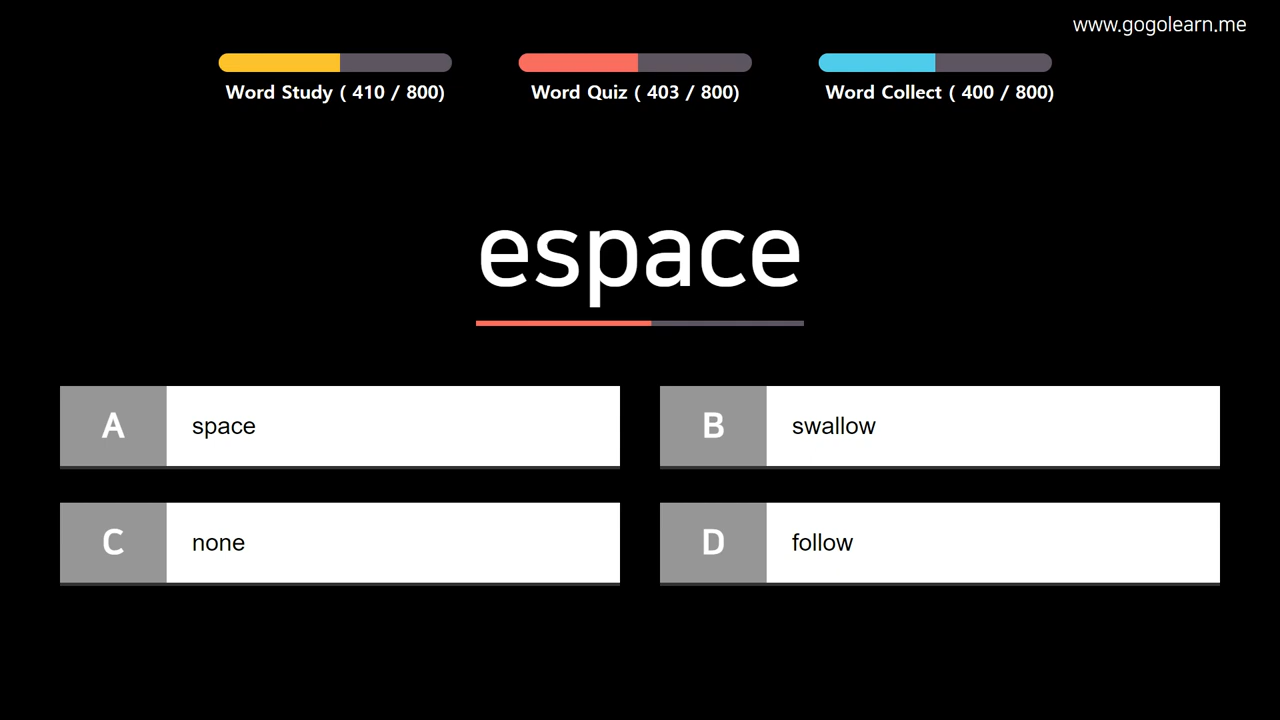 www.gogolearn.me
Word Study ( 410 / 800)
Word Quiz ( 403 / 800)
Word Collect ( 400 / 800)
espace
A space
B swallow
C none
D follow